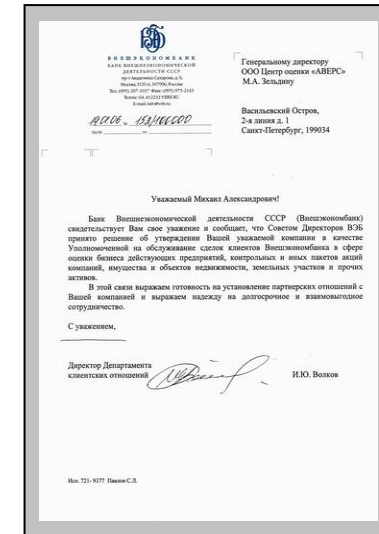 ВНЕШЭКОНОМБАНК
БАНК ВНЕШНЕЭКОНОМИЧЕСКОЙ
ДЕЯТЕЛЬНОСТИ СССР
Генеральному директору
ООО Центр оценки «АВЕРС»
М.А. Зельдину
Васильевский Остров,
2-я линия д. 1
Санкт-Петербург, 199034
Уважаемый Михаил Александрович!
Банк Внешнеэкономической деятельности СССР (Внешэкономбанк)
свидетельствует Вам свое уважение и сообщает, что Советом Директоров ВЭБ
принято решение об утверждении Вашей уважаемой компании в качестве
Уполномоченной на обслуживание сделок клиентов Внешэкономбанка в сфере
оценки бизнеса действующих предприятий, контрольных и иных пакетов акций
компаний, имущества и объектов недвижимости, земельных участков и прочих
активов.
В этой связи выражаем готовность на установление партнерских отношений с
Вашей компанией и выражаем надежду на долгосрочное и взаимовыгодное
сотрудничество.
С уважением,
Директор Департамента
клиентских отношений
И.Ю. Волков
Исп. 721- 9377 Павлов С.Л.